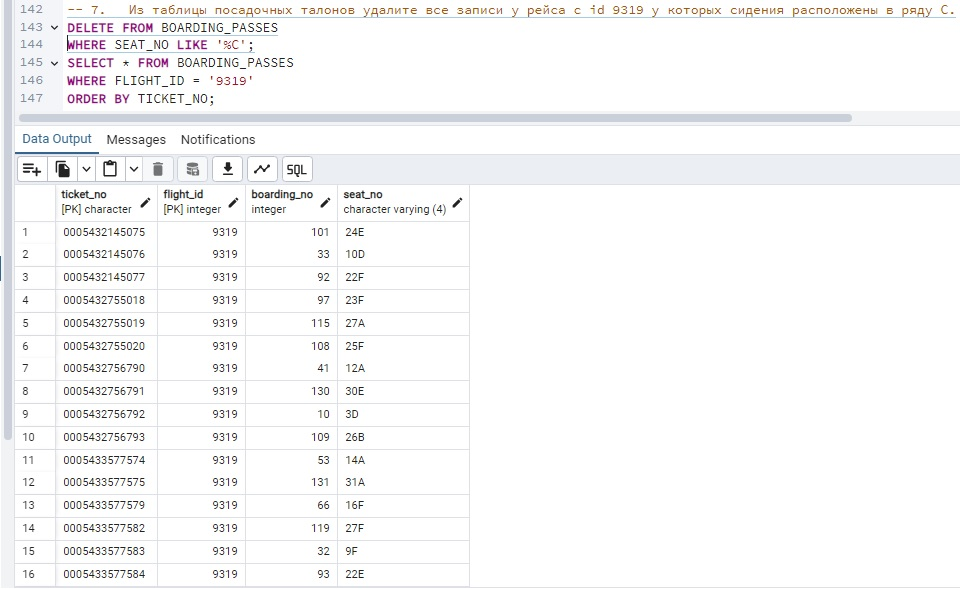 142 -- 7. Из таблицы посадочных талонов удалите все записи у рейса с id 9319 у которых сидения расположены в ряду C.
143 DELETE FROM BOARDING_PASSES
144 WHERE SEAT_NO LIKE '%C';
145 SELECT * FROM BOARDING_PASSES
146 WHERE FLIGHT_ID = '9319'
147 ORDER BY TICKET_NO;
Data Output Messages Notifications
SQL
ticket_no flight_id boarding_no seat_no
[PK] character [PK] integer integer character varying (4)
1 0005432145075 9319 101 24E
2 0005432145076 9319 33 10D
3 0005432145077 9319 92 22F
4 0005432755018 9319 97 23F
5 0005432755019 9319 115 27A
6 0005432755020 9319 108 25F
7 0005432756790 9319 41 12A
8 0005432756791 9319 130 30E
9 0005432756792 9319 10 3D
10 0005432756793 9319 109 26B
11 0005433577574 9319 53 14A
12 0005433577575 9319 131 31A
13 0005433577579 9319 66 16F
14 0005433577582 9319 119 27F
15 0005433577583 9319 32 9F
16 0005433577584 9319 93 22E